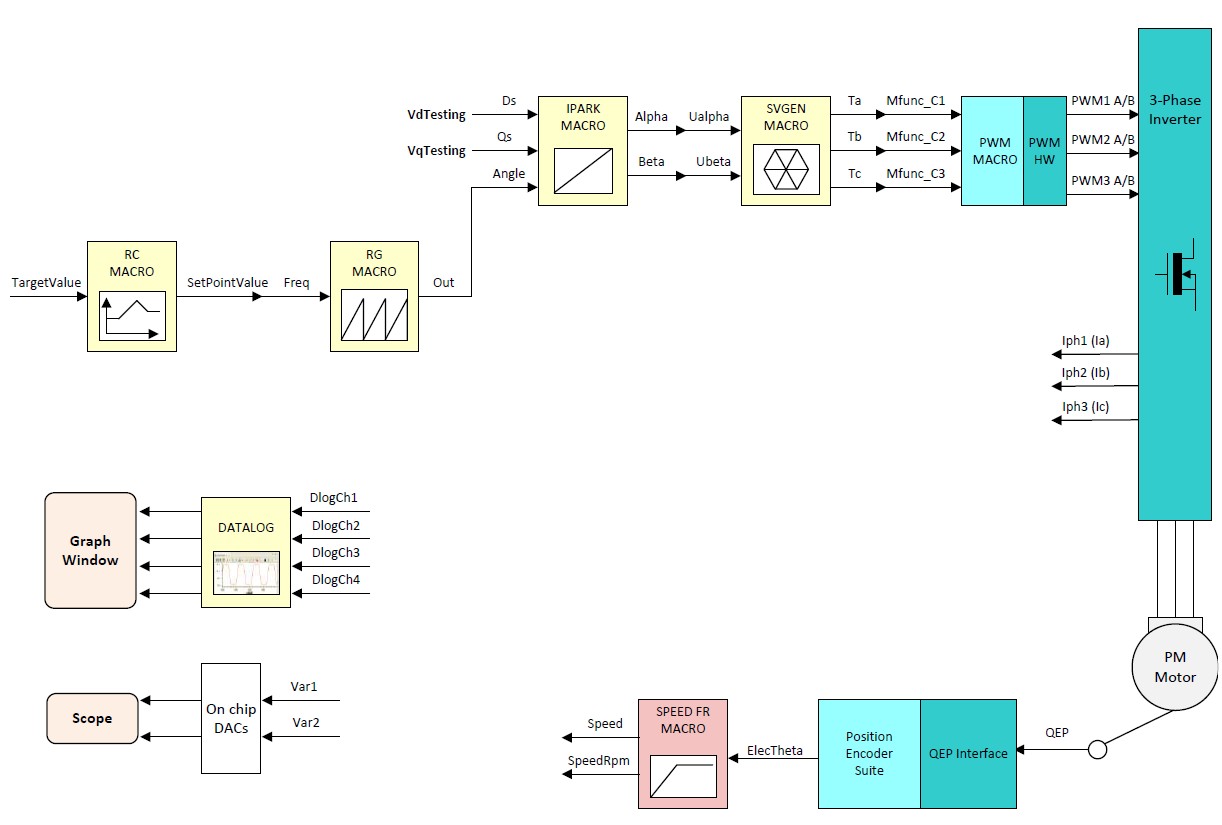 3-Phase
Inverter
Ds
VdTesting
Qs
VqTesting
Angle
IPARK
MACRO
Alpha
Ualpha
Beta
Ubeta
SVGEN
MACRO
Ta
Mfunc_C1
Tb
Mfunc_C2
Tc
Mfunc_C3
PWM
MACRO
PWM
HW
PWM1 A/B
PWM2 A/B
PWM3 A/B
TargetValue
RC
MACRO
SetPointValue
Freq
RG
MACRO
Out
Iph1 (Ia)
Iph2 (Ib)
Iph3 (Ic)
Graph
Window
DATALOG
DlogCh1
DlogCh2
DlogCh3
DlogCh4
Scope
On chip
DACs
Var1
Var2
Speed
SpeedRpm
SPEED FR
MACRO
ElecTheta
Position
Encoder
Suite
QEP Interface
QEP
PM
Motor